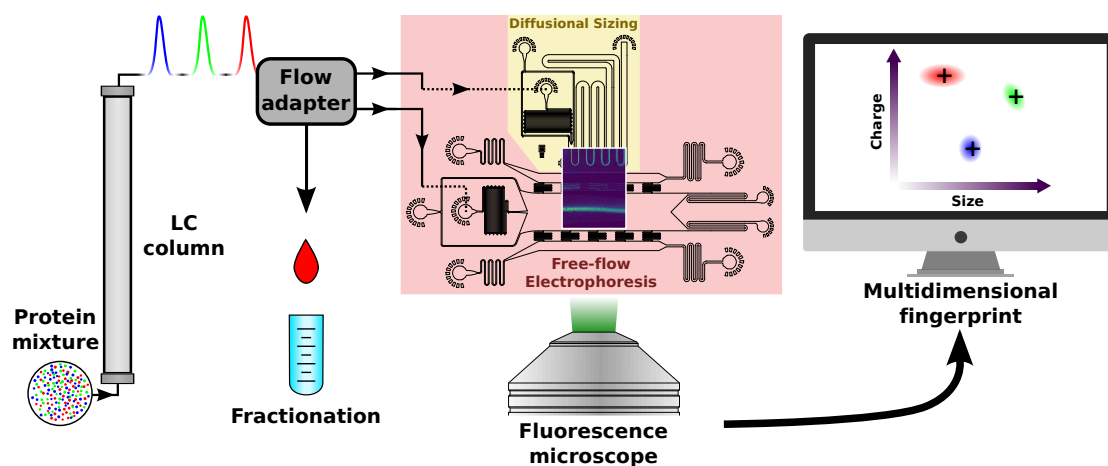 Protein
mixture
LC
column
Flow
adapter
Fractionation
Diffusional Sizing
Free-flow
Electrophoresis
Fluorescence
microscope
Charge
Size
Multidimensional
fingerprint